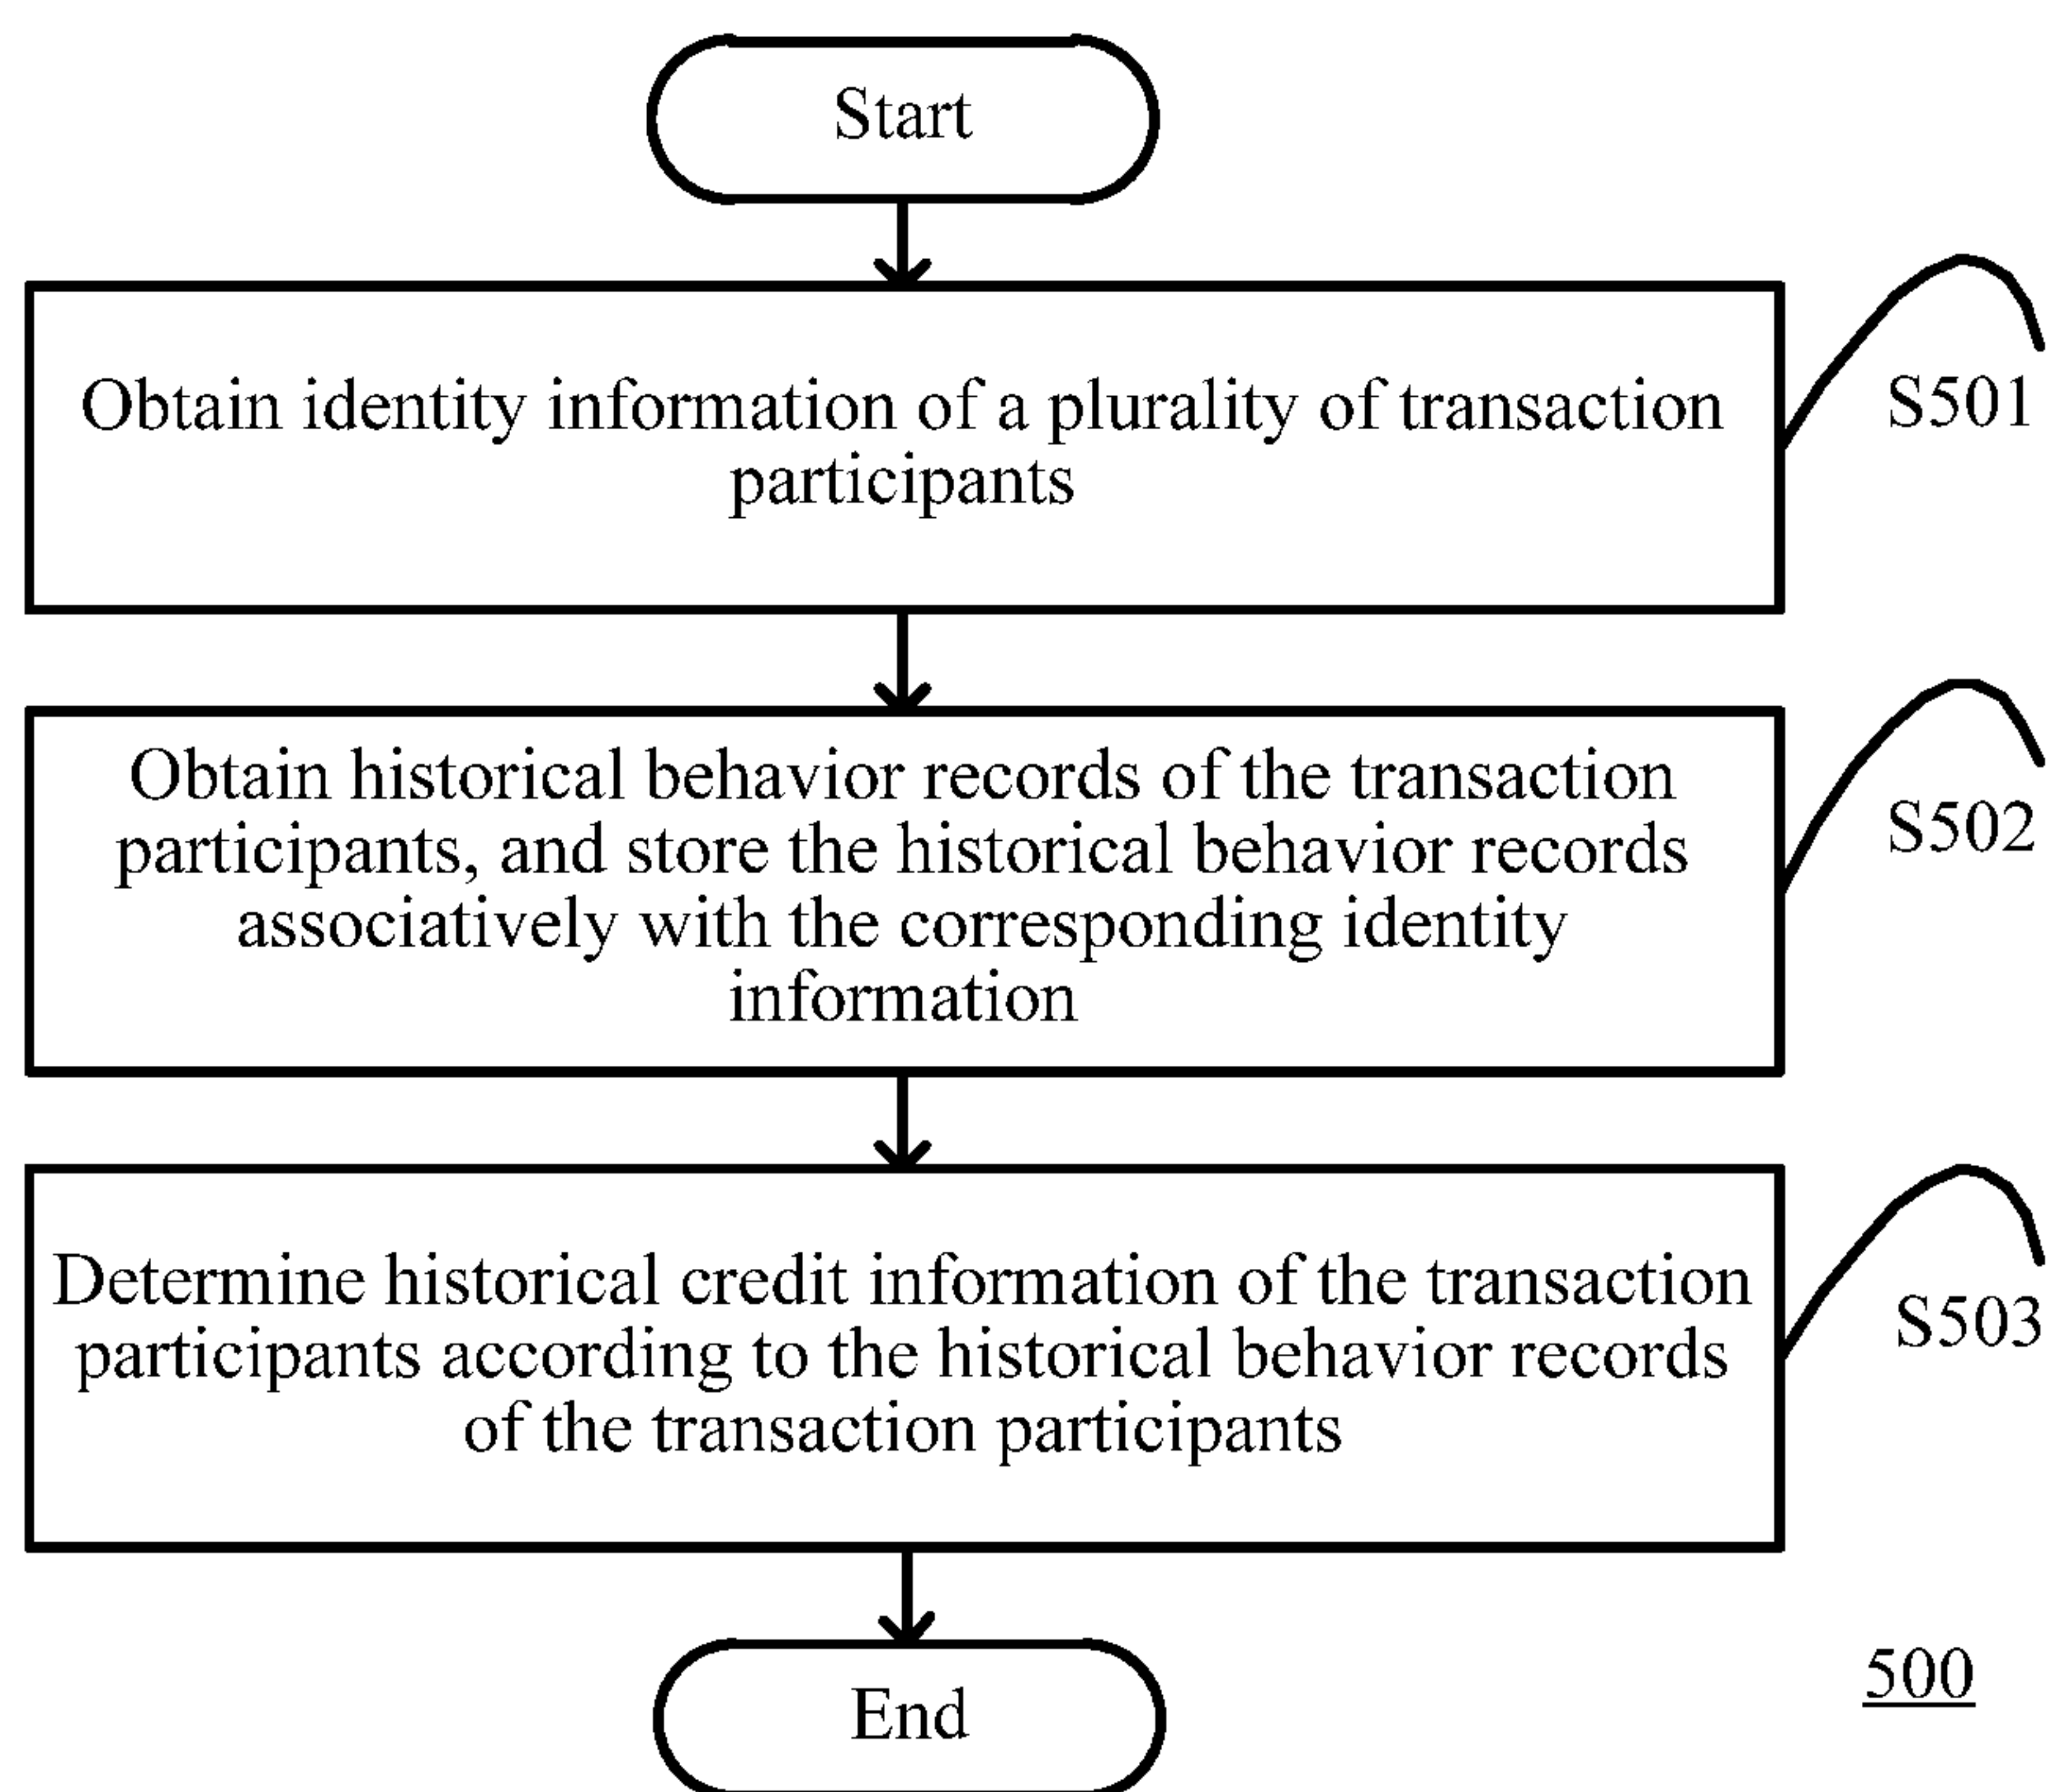 Start
Obtain identity information of a plurality of transaction
participants
S501
Obtain historical behavior records of the transaction
participants, and store the historical behavior records
associatively with the corresponding identity
information
S502
Determine historical credit information of the transaction
participants according to the historical behavior records
of the transaction participants
S503
End
500